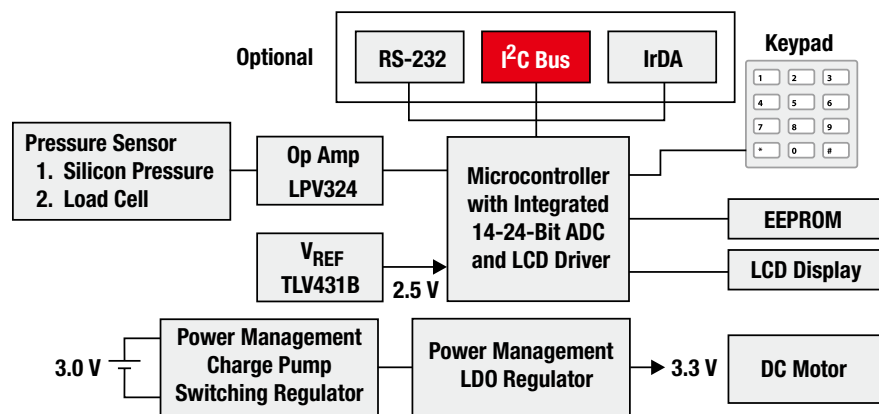 Optional
RS-232
I²C Bus
IrDA
Keypad
1 2 3
4 5 6
7 8 9
* 0 #
Pressure Sensor
1. Silicon Pressure
2. Load Cell
Op Amp
LPV324
Microcontroller
with Integrated
14-24-Bit ADC
and LCD Driver
EEPROM
LCD Display
VREF
TLV431B
2.5 V
3.0 V
Power Management
Charge Pump
Switching Regulator
Power Management
LDO Regulator
3.3 V
DC Motor